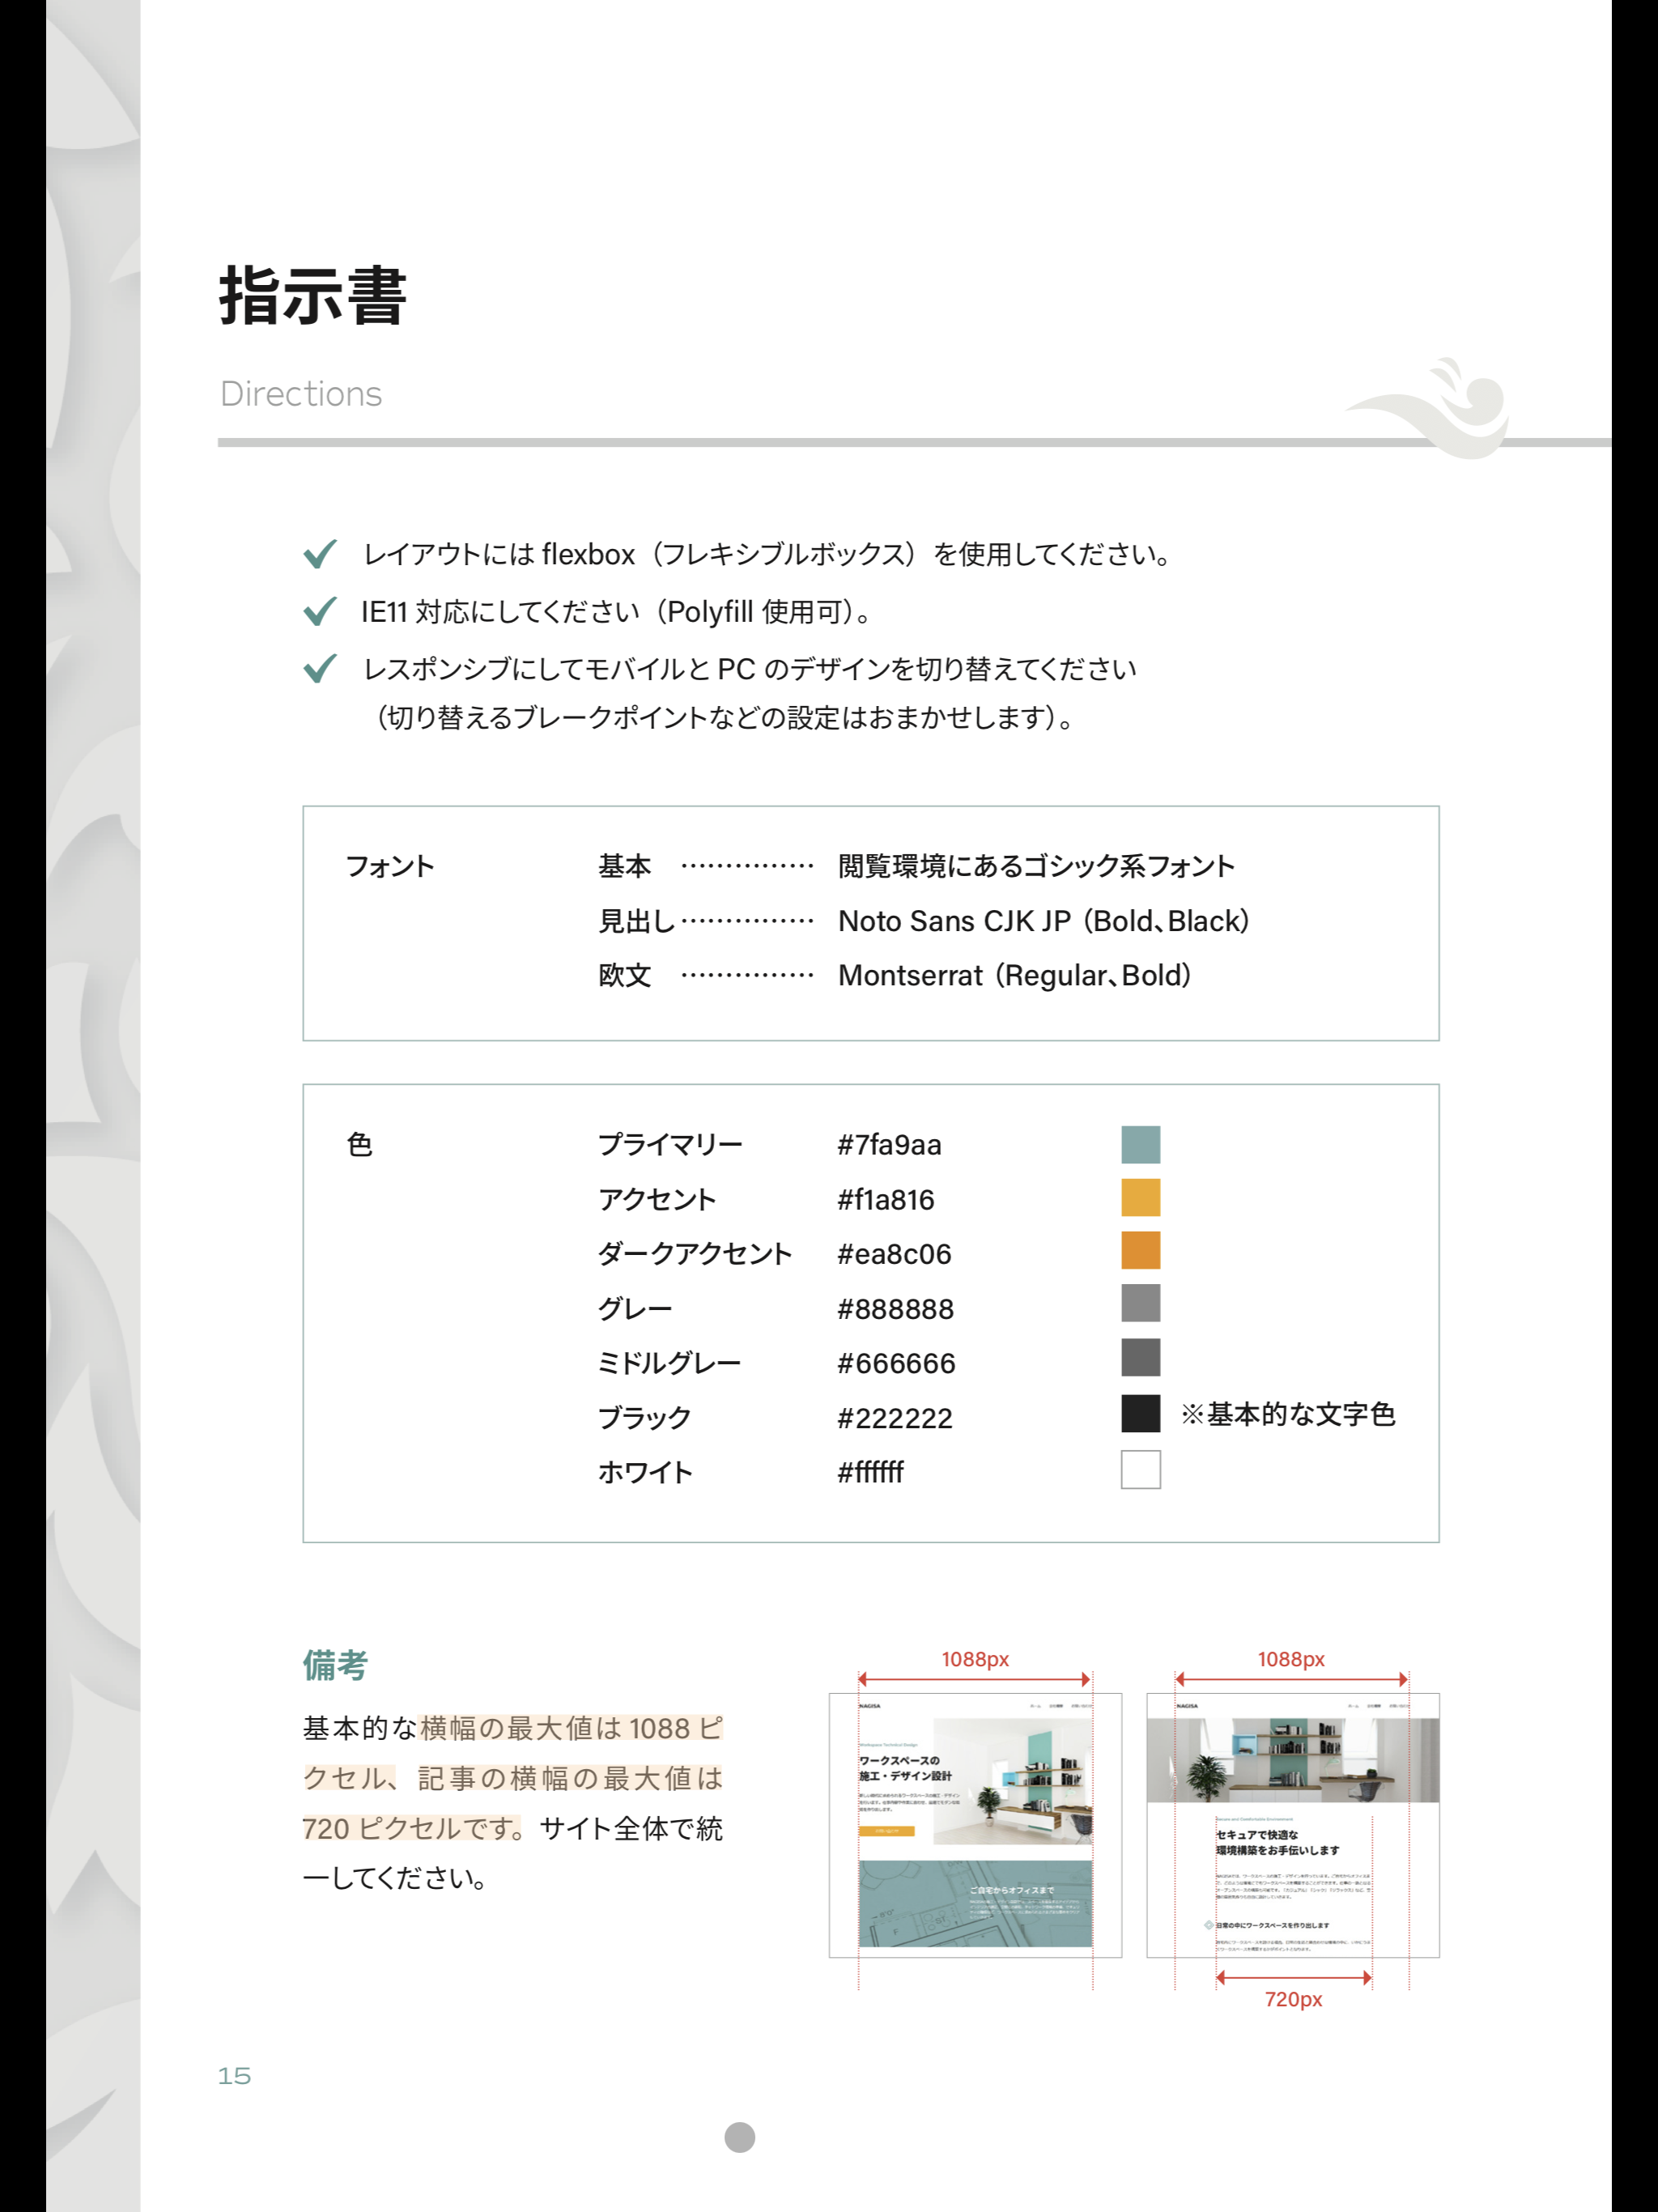 指示書
Directions
レイアウトには flexbox（フレキシブルボックス）を使用してください。
IE11 対応にしてください（Polyfill 使用可）。
レスポンシブにしてモバイルと PC のデザインを切り替えてください
（切り替えるブレークポイントなどの設定はおまかせします）。
フォント
基本 …………… 閲覧環境にあるゴシック系フォント
見出し …………… Noto Sans CJK JP（Bold、Black）
欧文 …………… Montserrat（Regular、Bold）
色
プライマリー #7fa9aa
アクセント #f1a816
ダークアクセント #ea8c06
グレー #888888
ミドルグレー #666666
ブラック #222222 ※基本的な文字色
ホワイト #ffffff
備考
基本的な横幅の最大値は 1088 ピ
クセル、記事の横幅の最大値は
720 ピクセルです。サイト全体で統
一してください。
1088px
NAGISA
Workspace Technical Design
ワークスペースの
施工・デザイン設計
ご自宅からオフィスまで
1088px
NAGISA
Secure and Comfortable Environment
セキュアで快適な
環境構築をお手伝いします
日常の中にワークスペースを作り出します
720px
15